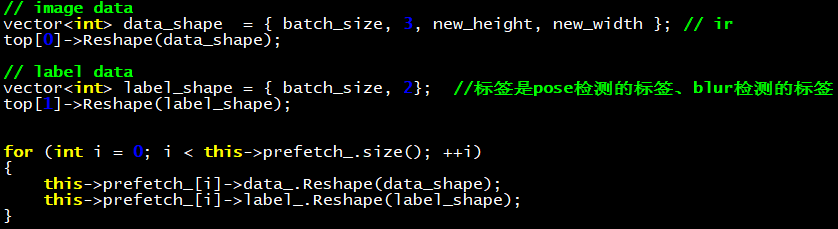 // image data
vector<int> data_shape  = { batch_size, 3, new_height, new_width }; // ir
top[0]->Reshape(data_shape);
// label data
vector<int> label_shape = { batch_size, 2};  //标签是pose检测的标签、blur检测的标签
top[1]->Reshape(label_shape);
for (int i = 0; i < this->prefetch_.size(); ++i)
{
    this->prefetch_[i]->data_.Reshape(data_shape);
    this->prefetch_[i]->label_.Reshape(label_shape);
}